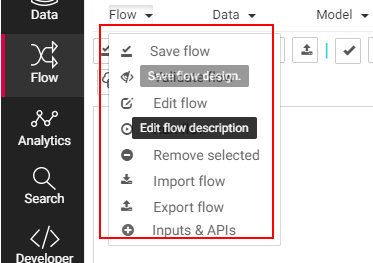 Data
Flow
Analytics
Search
Developer
Flow Data Model
Save flow
Save flow design.
Edit flow
Edit flow description
Remove selected
Import flow
Export flow
Inputs & APIs